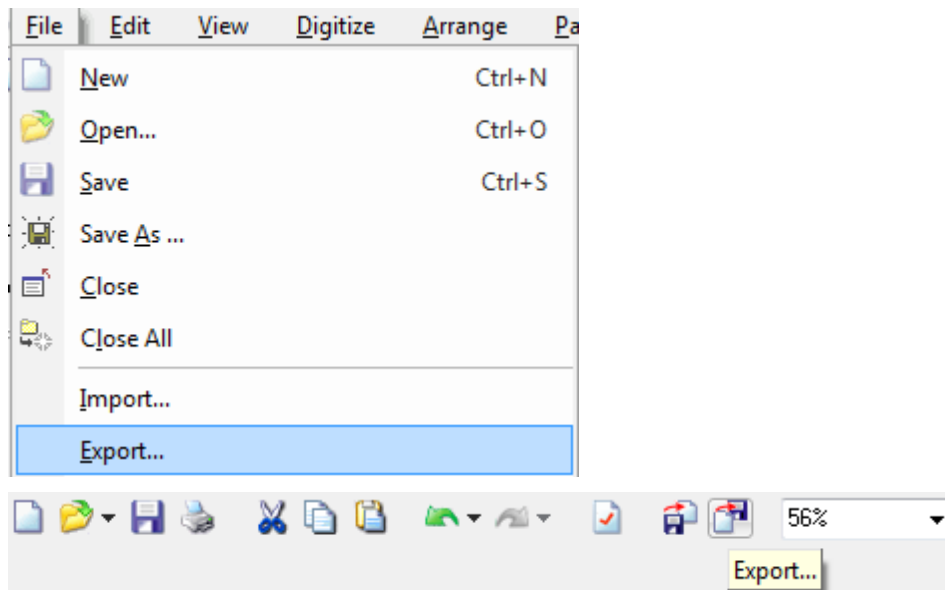 File Edit View Digitize Arrange
New Ctrl+N
Open... Ctrl+O
Save Ctrl+S
Save As ...
Close
Close All
Import...
Export...
56%
Export...